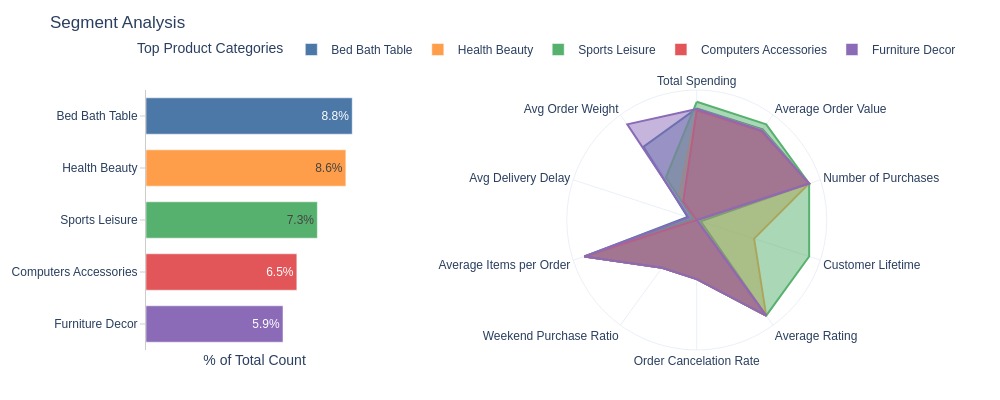 Segment Analysis
Top Product Categories
Bed Bath Table
Health Beauty
Sports Leisure
Computers Accessories
Furniture Decor
Bed Bath Table
8.8%
Health Beauty
8.6%
Sports Leisure
7.3%
Computers Accessories
6.5%
Furniture Decor
5.9%
% of Total Count
Total Spending
Average Order Value
Number of Purchases
Customer Lifetime
Average Rating
Order Cancelation Rate
Weekend Purchase Ratio
Average Items per Order
Avg Delivery Delay
Avg Order Weight